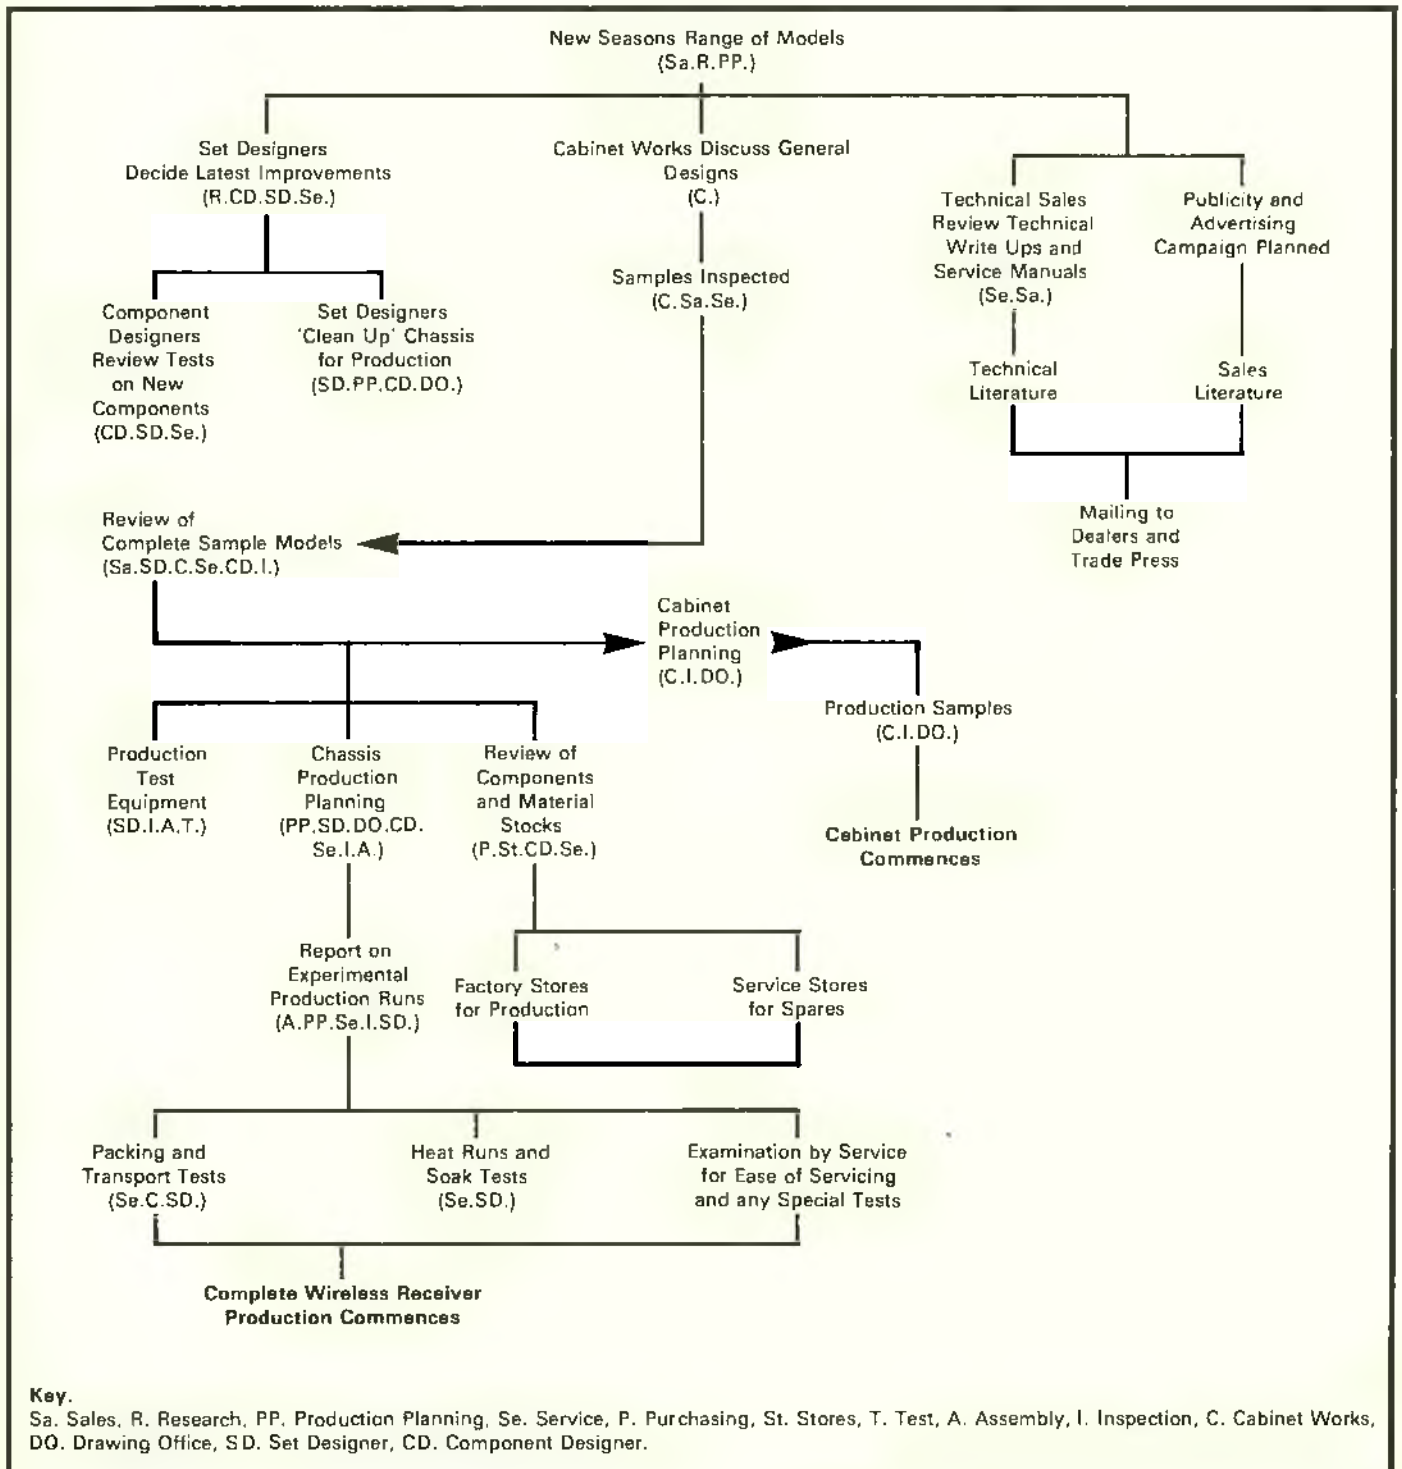 New Seasons Range of Models
(Sa.R.PP.)
Set Designers
Decide Latest Improvements
(R.CD.SD.Se.)
Cabinet Works Discuss General
Designs
(C.)
Technical Sales
Review Technical
Write Ups and
Service Manuals
(Se.Sa.)
Publicity and
Advertising
Campaign Planned
Samples Inspected
(C.Sa.Se.)
Component
Designers
Review Tests
on New
Components
(CD.SD.Se.)
Set Designers
'Clean Up' Chassis
for Production
(SD.PP.CD.DO.)
Technical
Literature
Sales
Literature
Mailing to
Dealers and
Trade Press
Review of
Complete Sample Models
(Sa.SD.C.Se.CD.I.)
Cabinet
Production
Planning
(C.I.DO.)
Production Samples
(C.I.DO.)
Cabinet Production
Commences
Production
Test
Equipment
(SD.I.A.T.)
Chassis
Production
Planning
(PP.SD.DO.CD.
Se.I.A.)
Review of
Components
and Material
Stocks
(P.St.CD.Se.)
Report on
Experimental
Production Runs
(A.PP.Se.I.SD.)
Factory Stores
for Production
Service Stores
for Spares
Packing and
Transport Tests
(Se.C.SD.)
Heat Runs and
Soak Tests
(Se.SD.)
Examination by Service
for Ease of Servicing
and any Special Tests
Complete Wireless Receiver
Production Commences
Key.
Sa. Sales, R. Research, PP. Production Planning, Se. Service, P. Purchasing, St. Stores, T. Test, A. Assembly, I. Inspection, C. Cabinet Works,
DO. Drawing Office, SD. Set Designer, CD. Component Designer.